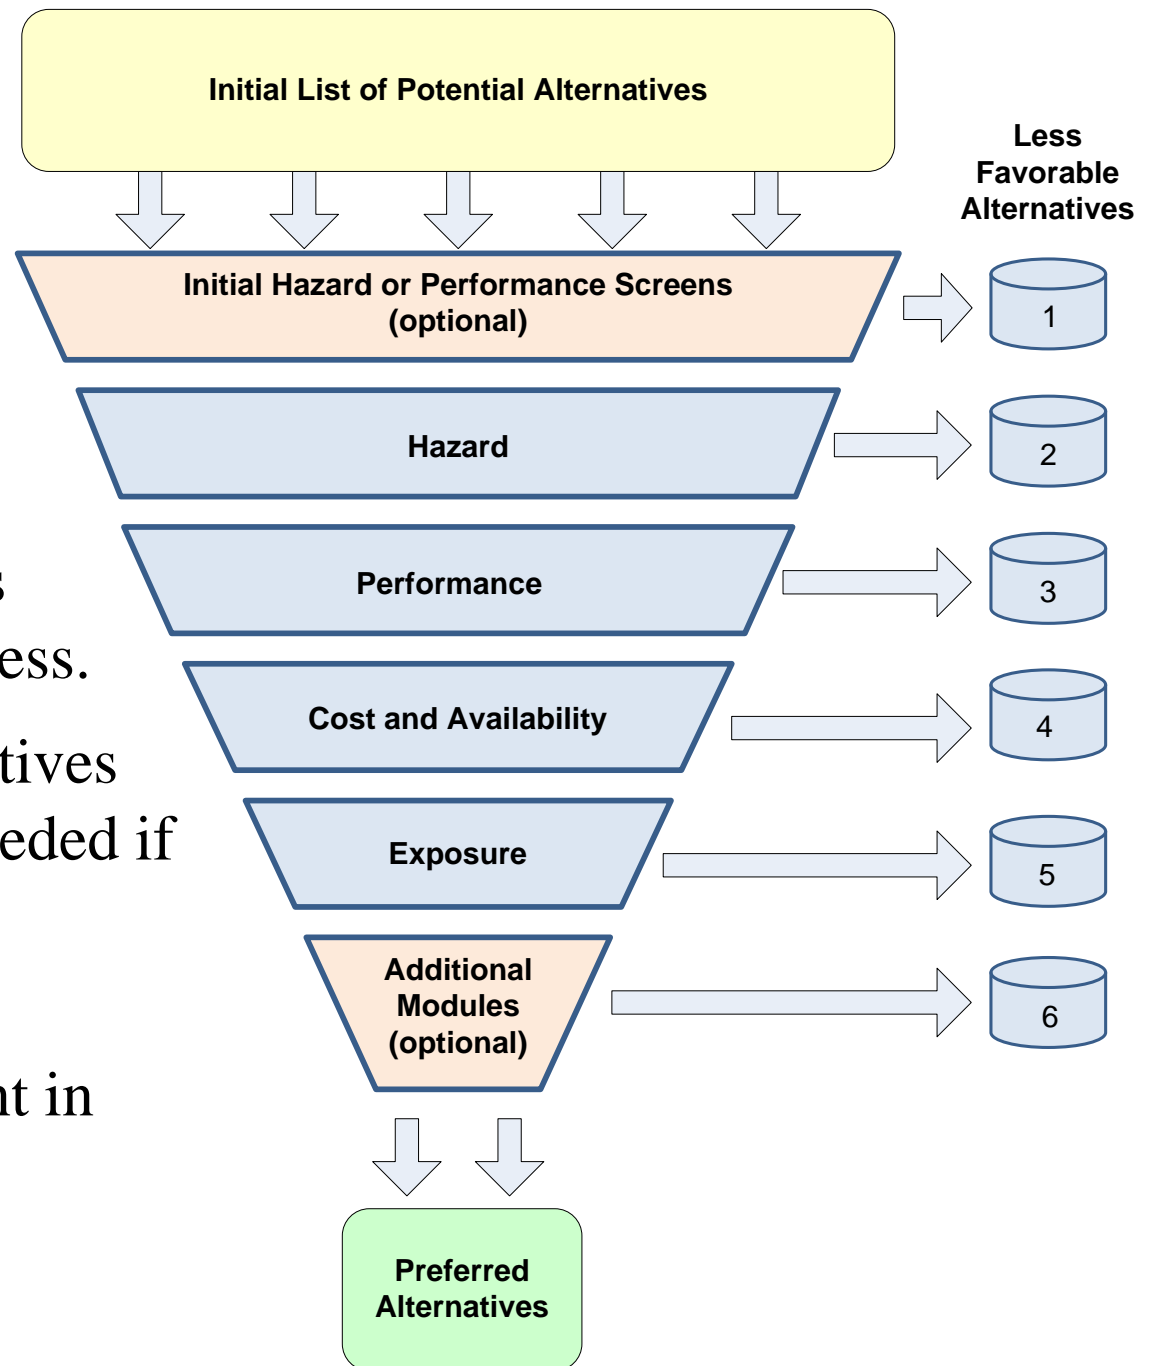 Initial List of Potential Alternatives
Less
Favorable
Alternatives
Initial Hazard or Performance Screens
(optional)
1
Hazard
2
Performance
3
s
ess.
Cost and Availability
4
tives
eded if
Exposure
5
Additional
Modules
(optional)
6
nt in
Preferred
Alternatives